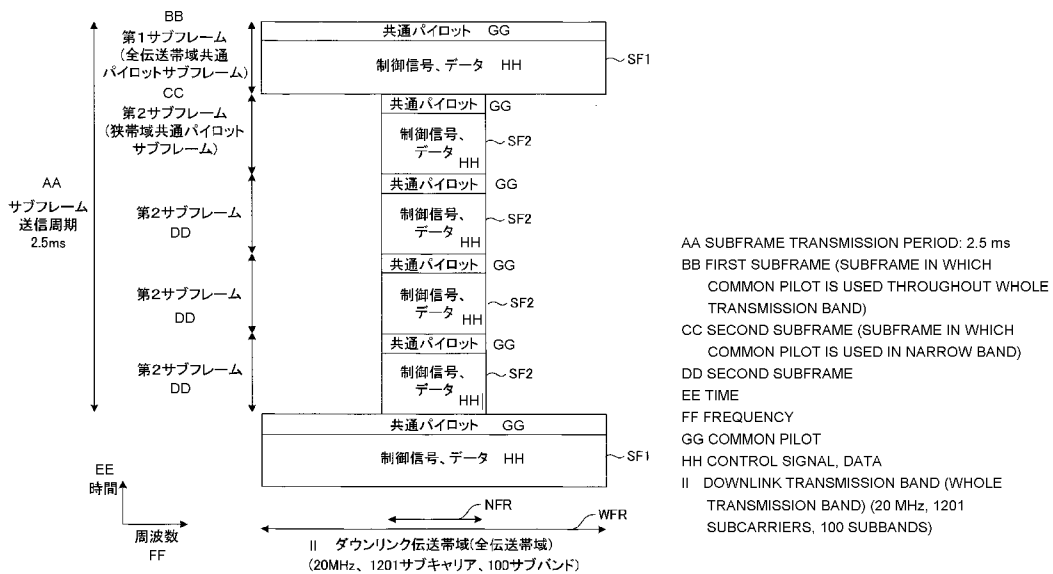 BB
第1サブフレーム
(全伝送帯域共通
パイロットサブフレーム)
CC
第2サブフレーム
(狭帯域共通パイロット
サブフレーム)
AA
サブフレーム
送信周期
2.5ms
第2サブフレーム
DD
第2サブフレーム
DD
第2サブフレーム
DD
共通パイロット GG
制御信号、データ HH
SF1
共通パイロット GG
制御信号、
データ HH
SF2
共通パイロット GG
制御信号、
データ HH
SF2
共通パイロット GG
制御信号、
データ HH
SF2
共通パイロット GG
制御信号、
データ HH
SF2
共通パイロット GG
制御信号、データ HH
SF1
EE
時間
周波数
FF
NFR
WFR
II ダウンリンク伝送帯域(全伝送帯域)
(20MHz、1201サブキャリア、100サブバンド)
AA SUBFRAME TRANSMISSION PERIOD: 2.5 ms
BB FIRST SUBFRAME (SUBFRAME IN WHICH
COMMON PILOT IS USED THROUGHOUT WHOLE
TRANSMISSION BAND)
CC SECOND SUBFRAME (SUBFRAME IN WHICH
COMMON PILOT IS USED IN NARROW BAND)
DD SECOND SUBFRAME
EE TIME
FF FREQUENCY
GG COMMON PILOT
HH CONTROL SIGNAL, DATA
II DOWNLINK TRANSMISSION BAND (WHOLE
TRANSMISSION BAND) (20 MHz, 1201
SUBCARRIERS, 100 SUBBANDS)